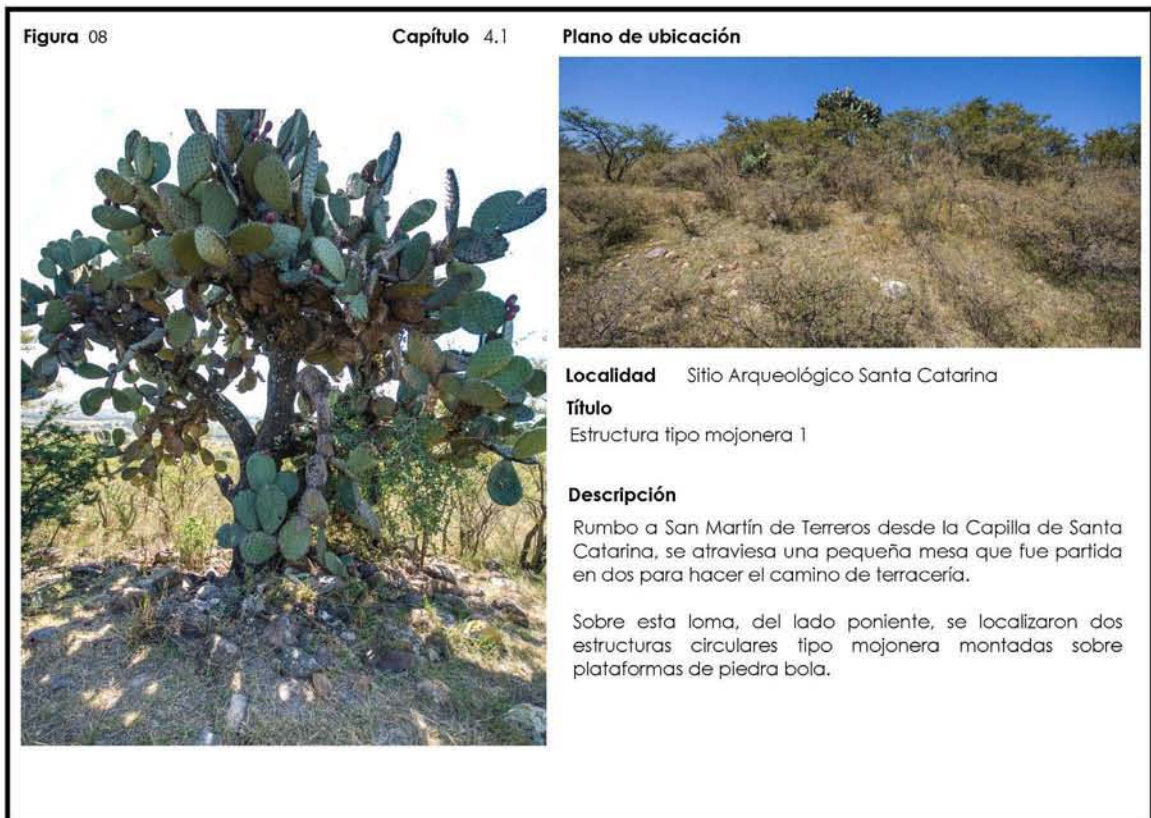 Figura 08
Capítulo 4.1
Plano de ubicación
Localidad Sitio Arqueológico Santa Catarina
Título
Estructura tipo mojonera 1
Descripción
Rumbo a San Martín de Terreros desde la Capilla de Santa
Catarina, se atraviesa una pequeña mesa que fue partida
en dos para hacer el camino de terracería.
Sobre esta loma, del lado poniente, se localizaron dos
estructuras circulares tipo mojonera montadas sobre
plataformas de piedra bola.